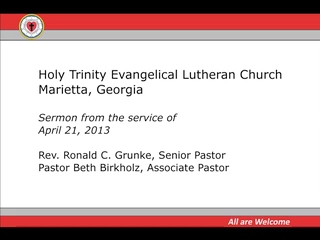 Holy Trinity Evangelical Lutheran Church
Marietta, Georgia
Sermon from the service of
April 21, 2013
Rev. Ronald C. Grunke, Senior Pastor
Pastor Beth Birkholz, Associate Pastor
All are Welcome